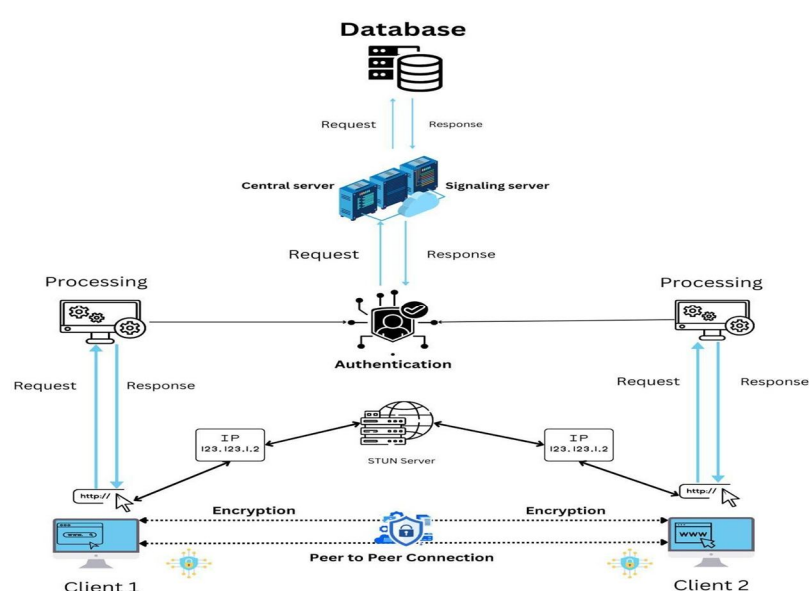 Database
Request
Response
Central server
Signaling server
Request
Response
Processing
Processing
Authentication
Request
Response
Request
Response
IP
123.123.1.2
IP
123.123.1.2
STUN Server
http://
http://
Encryption
Encryption
www.
www
Peer to Peer Connection
Client 1
Client 2